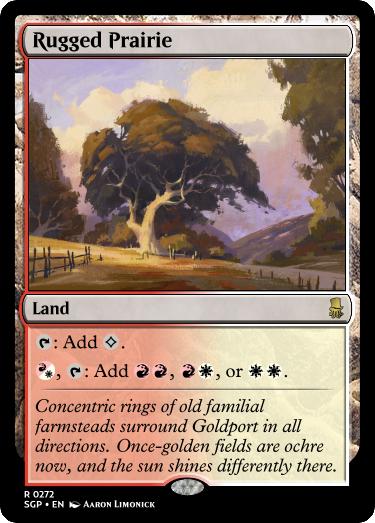 Rugged Prairie
Land
: Add .
, : Add , , or .
Concentric rings of old familial
farmsteads surround Goldport in all
directions. Once-golden fields are ochre
now, and the sun shines differently there.
R 0272
SGP • EN Aaron Limonick